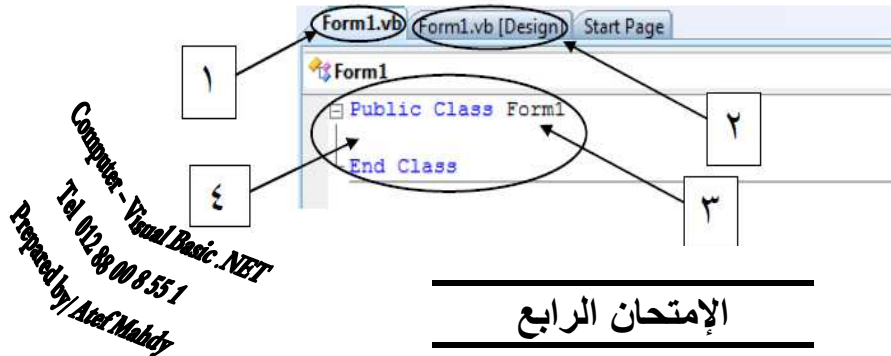 Form1.vb Form1.vb [Design] Start Page
١
Form1
Public Class Form1
٢
End Class
٤
٣
Computer – Visual Basic .NET
Tel 012 88 00 8 55 1
Prepared by/ Atef Mahdy
الإمتحان الرابع